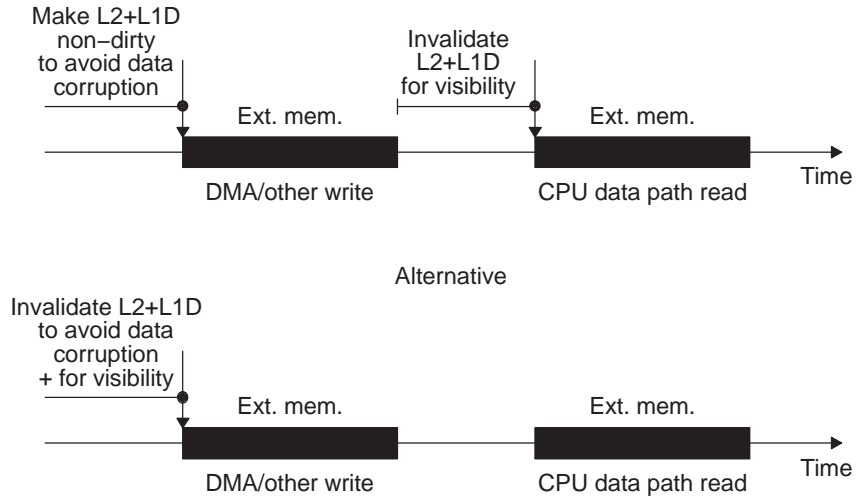 Make L2+L1D
non−dirty
to avoid data
corruption
Invalidate
L2+L1D
for visibility
Ext. mem.
Ext. mem.
Time
DMA/other write
CPU data path read
Alternative
Invalidate L2+L1D
to avoid data
corruption
+ for visibility
Ext. mem.
Ext. mem.
Time
DMA/other write
CPU data path read